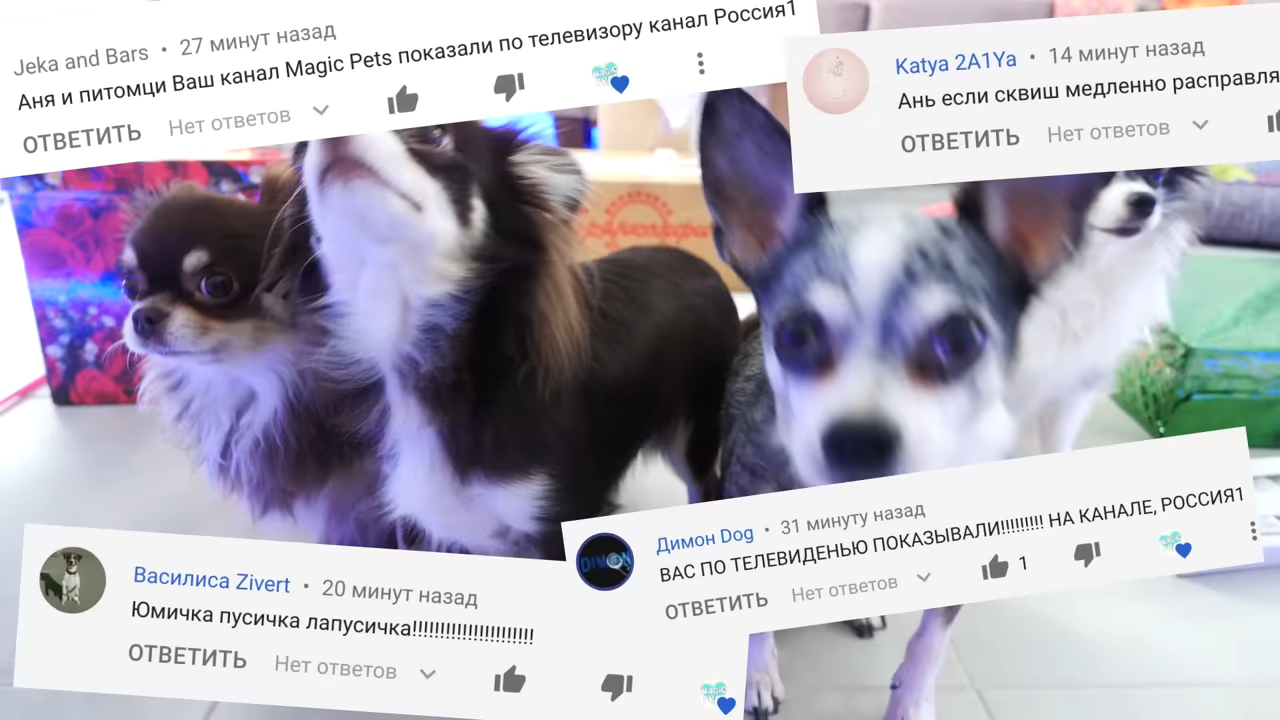 Jeka and Bars • 27 минут назад
Аня и питомци Ваш канал Magic Pets показали по телевизору канал Россия1
ОТВЕТИТЬ Нет ответов
Katya 2A1Ya • 14 минут назад
Ань если сквиш медленно расправля
ОТВЕТИТЬ Нет ответов
Димон Dog • 31 минуту назад
ВАС ПО ТЕЛЕВИДЕНЬЮ ПОКАЗЫВАЛИ!!!!!!!!! НА КАНАЛЕ, РОССИЯ1
ОТВЕТИТЬ Нет ответов 1
Василиса Zivert • 20 минут назад
Юмичка пусичка лапусичка!!!!!!!!!!!!!!!!!!!!!!
ОТВЕТИТЬ Нет ответов